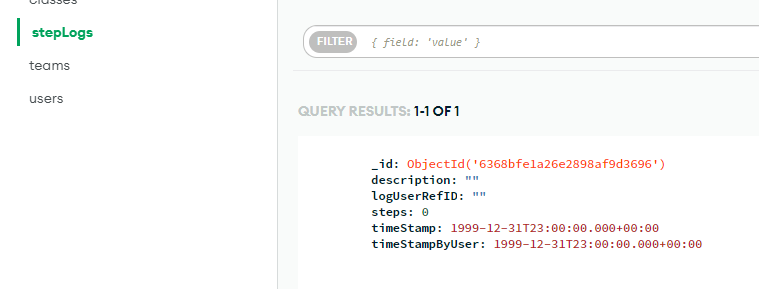 classes
stepLogs
teams
users
FILTER { field: 'value' }
QUERY RESULTS: 1-1 OF 1
_id: ObjectId('6368bfe1a26e2898af9d3696')
description: ""
logUserRefID: ""
steps: 0
timeStamp: 1999-12-31T23:00:00.000+00:00
timeStampByUser: 1999-12-31T23:00:00.000+00:00